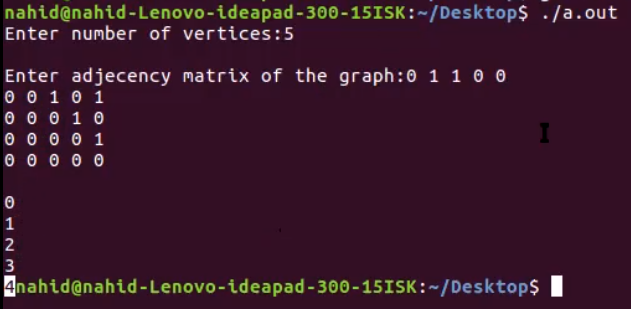 nahid@nahid-Lenovo-ideapad-300-15ISK:~/Desktop$ ./a.out
Enter number of vertices:5
Enter adjecency matrix of the graph:0 1 1 0 0
0 0 1 0 1
0 0 0 1 0
0 0 0 0 1
0 0 0 0 0
0
1
2
3
4nahid@nahid-Lenovo-ideapad-300-15ISK:~/Desktop$